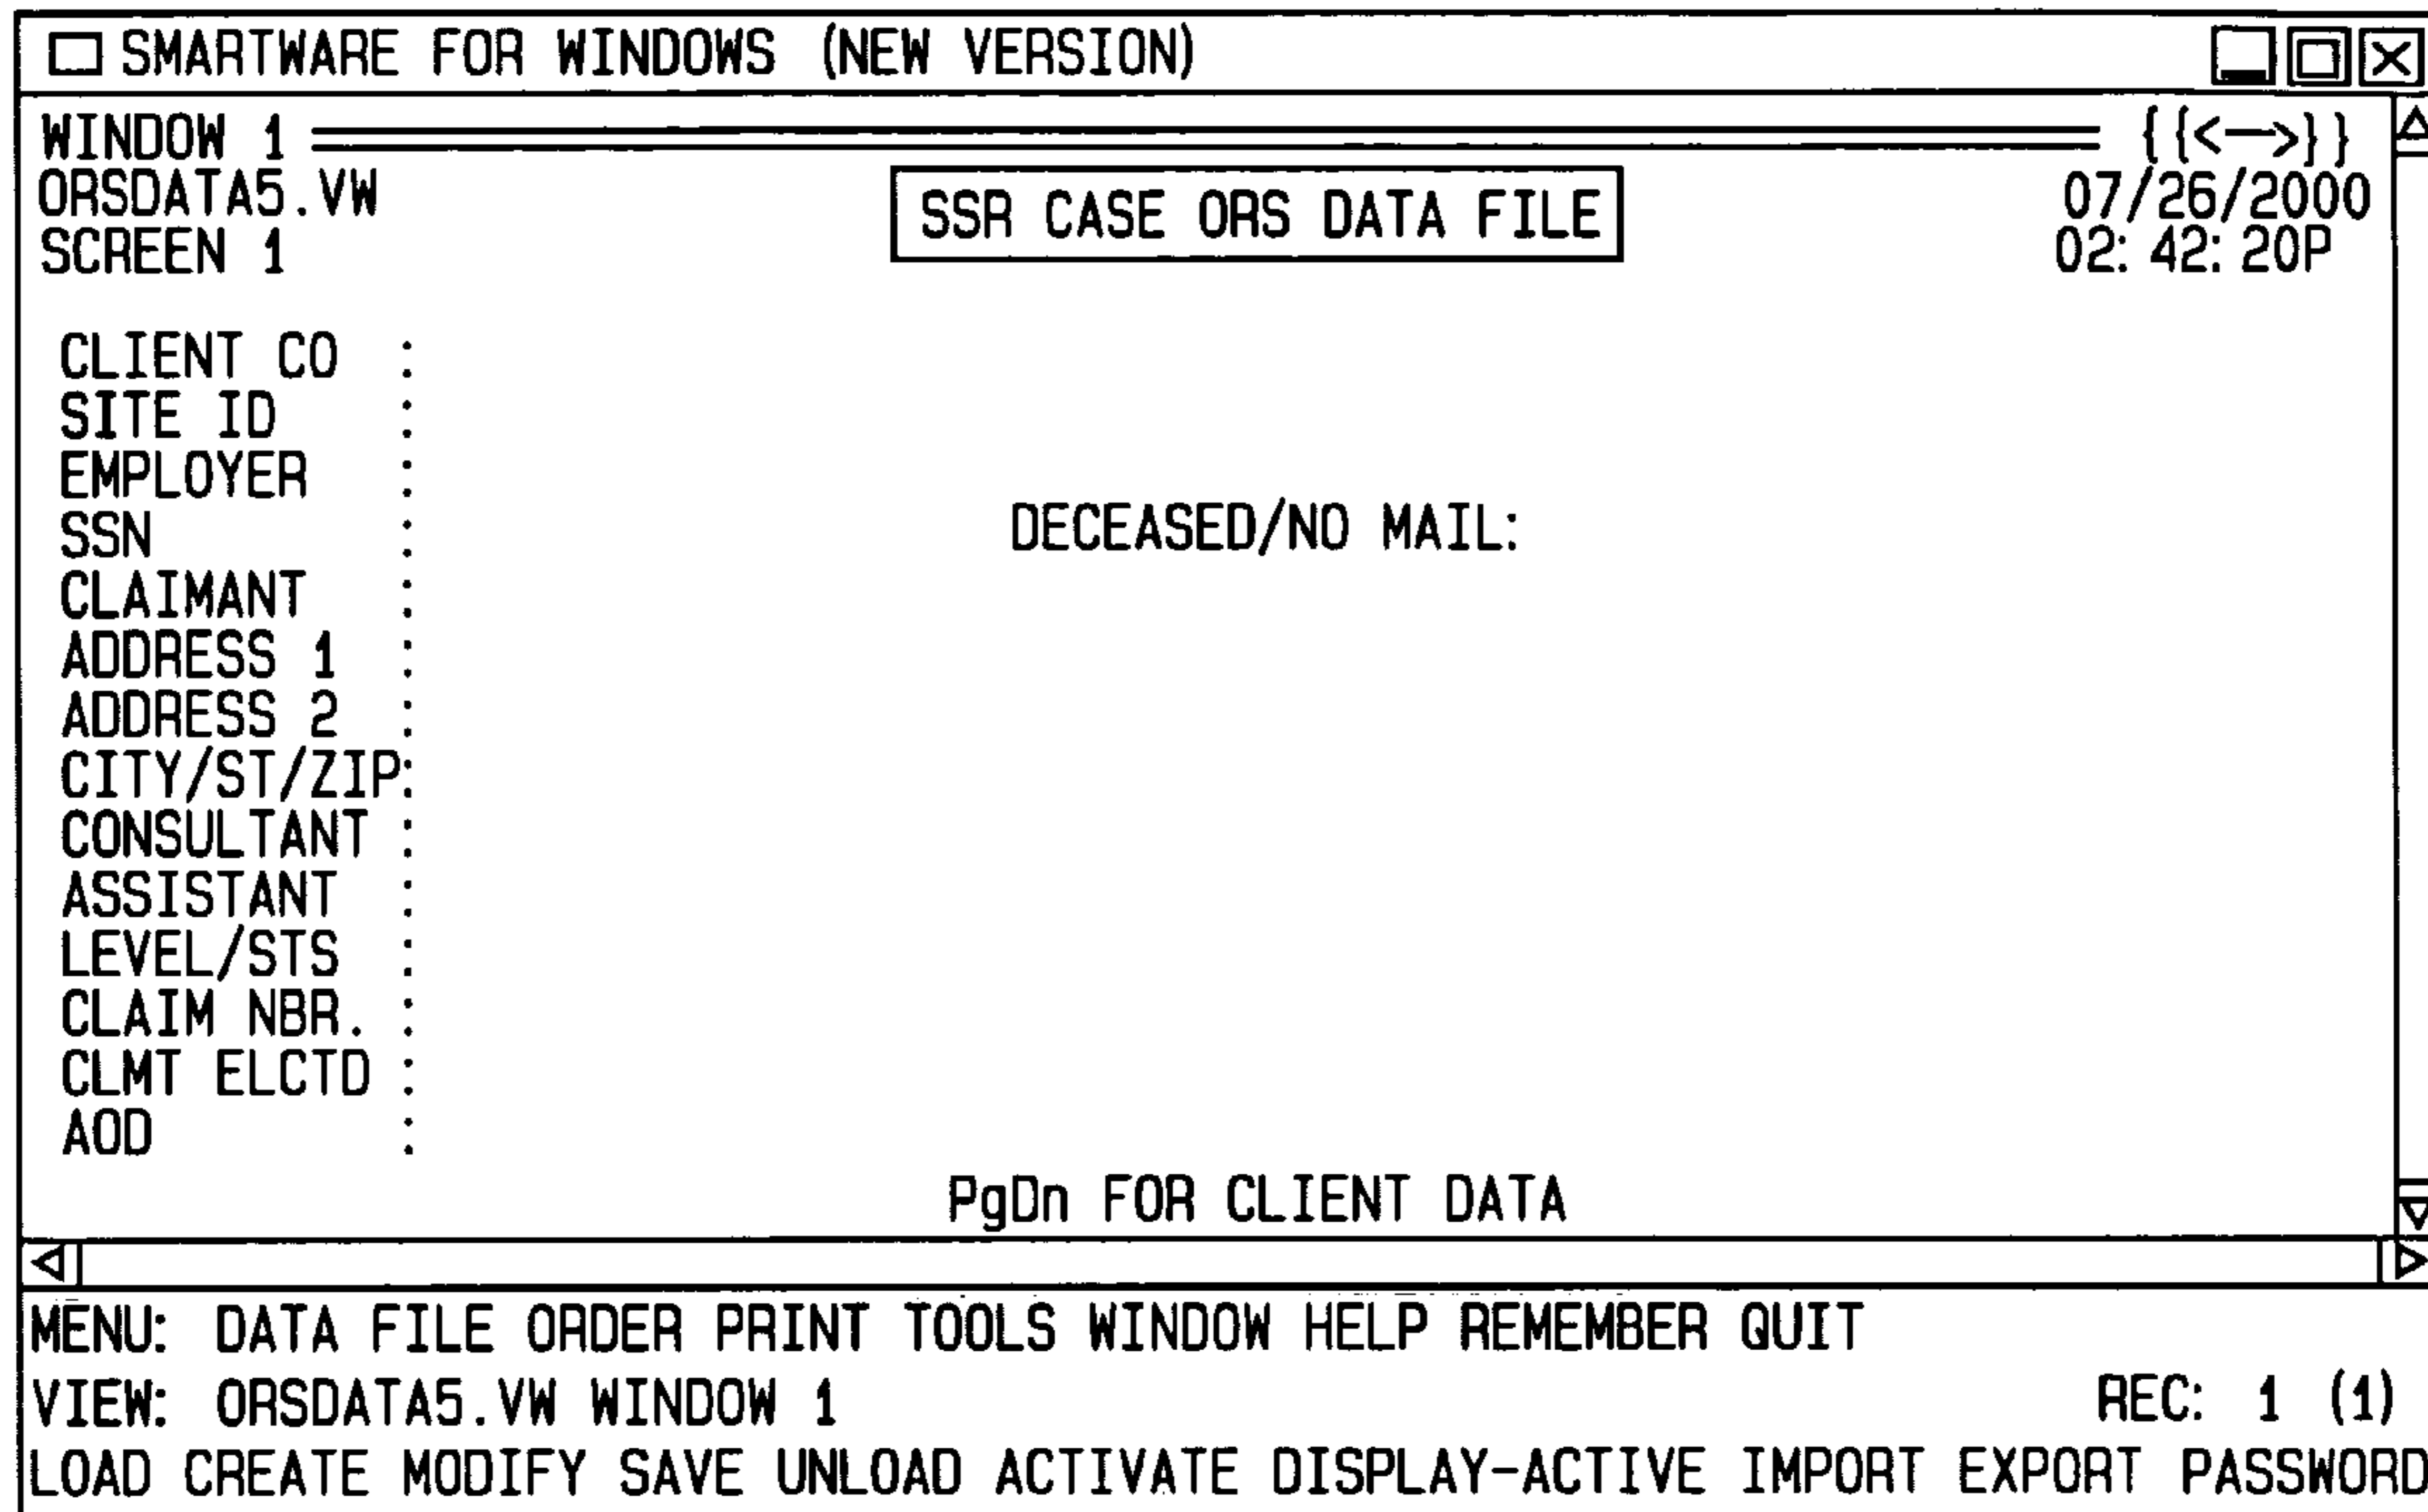 SMARTWARE FOR WINDOWS (NEW VERSION)
WINDOW 1 {{<—>}}
ORSDATA5.VW SSR CASE ORS DATA FILE 07/26/2000
SCREEN 1 02:42:20P
CLIENT CO :
SITE ID :
EMPLOYER :
SSN : DECEASED/NO MAIL:
CLAIMANT :
ADDRESS 1 :
ADDRESS 2 :
CITY/ST/ZIP:
CONSULTANT :
ASSISTANT :
LEVEL/STS :
CLAIM NBR. :
CLMT ELCTD :
AOD :
PgDn FOR CLIENT DATA
MENU: DATA FILE ORDER PRINT TOOLS WINDOW HELP REMEMBER QUIT
VIEW: ORSDATA5.VW WINDOW 1 REC: 1 (1)
LOAD CREATE MODIFY SAVE UNLOAD ACTIVATE DISPLAY-ACTIVE IMPORT EXPORT PASSWORD